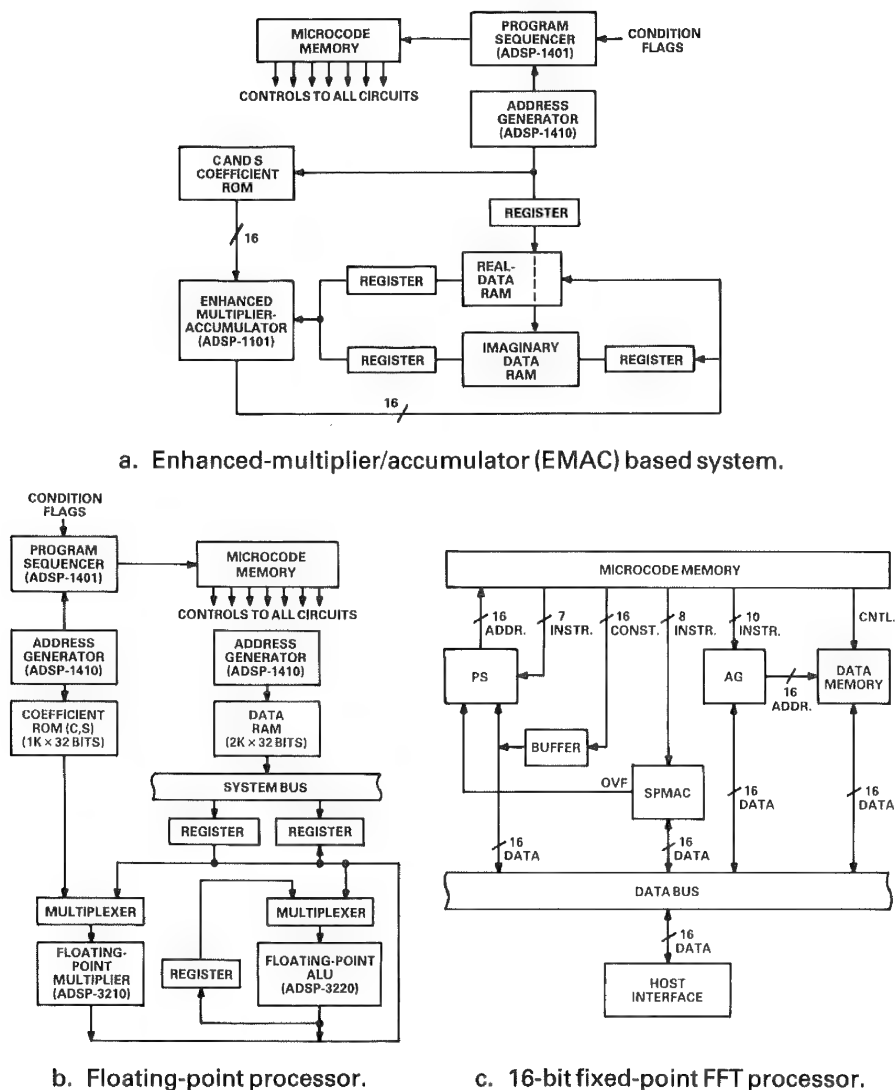 MICROCODE
MEMORY
CONTROLS TO ALL CIRCUITS
PROGRAM
SEQUENCER
(ADSP-1401)
CONDITION
FLAGS
ADDRESS
GENERATOR
(ADSP-1410)
C AND S
COEFFICIENT
ROM
REGISTER
16
ENHANCED
MULTIPLIER-
ACCUMULATOR
(ADSP-1101)
REGISTER
REAL-
DATA
RAM
REGISTER
IMAGINARY
DATA
RAM
REGISTER
16
a. Enhanced-multiplier/accumulator (EMAC) based system.
CONDITION
FLAGS
PROGRAM
SEQUENCER
(ADSP-1401)
MICROCODE
MEMORY
CONTROLS TO ALL CIRCUITS
ADDRESS
GENERATOR
(ADSP-1410)
ADDRESS
GENERATOR
(ADSP-1410)
COEFFICIENT
ROM (C,S)
(1K × 32 BITS)
DATA
RAM
(2K × 32 BITS)
SYSTEM BUS
REGISTER
REGISTER
MULTIPLEXER
MULTIPLEXER
FLOATING-
POINT
MULTIPLIER
(ADSP-3210)
REGISTER
FLOATING-POINT
ALU
(ADSP-3220)
b. Floating-point processor.
MICROCODE MEMORY
16
ADDR.
7
INSTR.
16
CONST.
8
INSTR.
10
INSTR.
CNTL.
PS
AG
16
ADDR.
DATA
MEMORY
BUFFER
OVF
SPMAC
16
DATA
16
DATA
16
DATA
16
DATA
DATA BUS
16
DATA
HOST
INTERFACE
c. 16-bit fixed-point FFT processor.